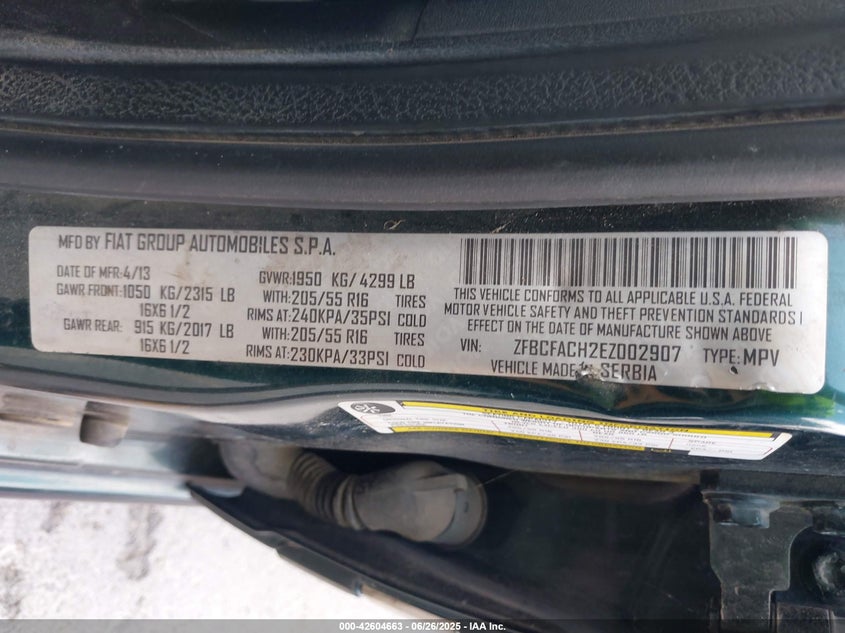 MFD BY FIAT GROUP AUTOMOBILES S.P.A.
DATE OF MFR: 4/13 GVWR: 1950 KG/ 4299 LB
GAWR FRONT: 1050 KG/2315 LB WITH: 205/55 R16 TIRES
16X6 1/2 RIMS AT: 240KPA/35PSI COLD
GAWR REAR: 915 KG/2017 LB WITH: 205/55 R16 TIRES
16X6 1/2 RIMS AT: 230KPA/33PSI COLD
THIS VEHICLE CONFORMS TO ALL APPLICABLE U.S.A. FEDERAL
MOTOR VEHICLE SAFETY AND THEFT PREVENTION STANDARDS I
EFFECT ON THE DATE OF MANUFACTURE SHOWN ABOVE
VIN: ZFBCFACH2EZ002907 TYPE: MPV
VEHICLE MADE SERBIA
TIRE AND LOADING INFORMATION
000-42604663 - 06/26/2025 - IAA Inc.